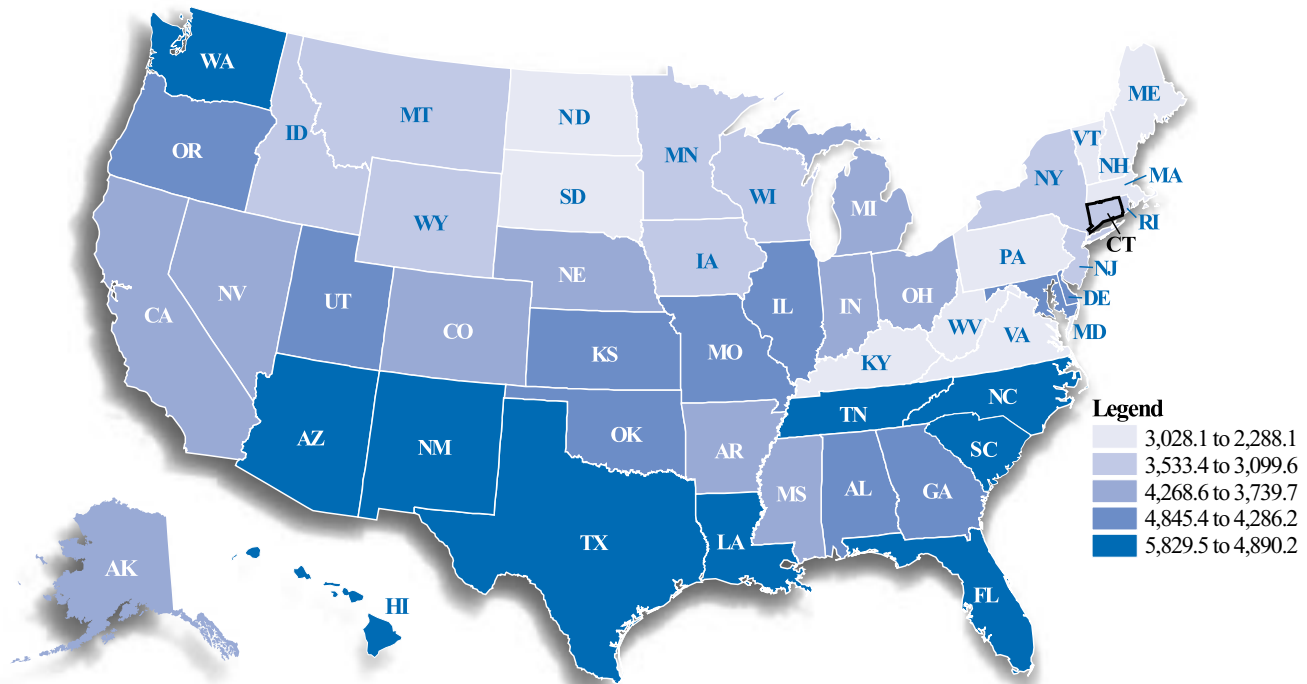 WA
MT
ND
ME
ID
VT
OR
MN
NH
MA
NY
SD
WI
MI
WY
RI
CT
IA
PA
NJ
NE
NV
UT
IL
IN
OH
DE
CA
CO
WV
VA
MD
KS
MO
KY
NC
TN
AZ
NM
OK
AR
SC
MS
AL
GA
TX
LA
AK
FL
HI
Legend
3,028.1 to 2,288.1
3,533.4 to 3,099.6
4,268.6 to 3,739.7
4,845.4 to 4,286.2
5,829.5 to 4,890.2